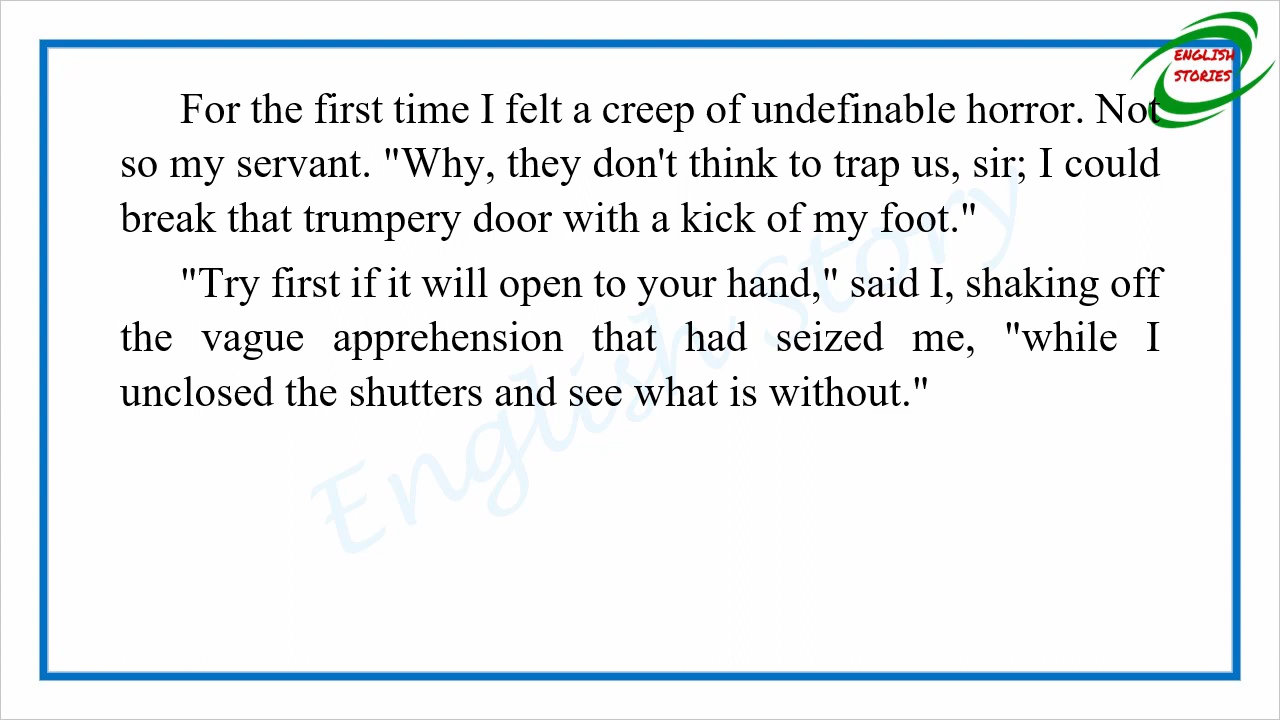 ENGLISH
STORIES
For the first time I felt a creep of undefinable horror. Not
so my servant. "Why, they don't think to trap us, sir; I could
break that trumpery door with a kick of my foot."
"Try first if it will open to your hand," said I, shaking off
the vague apprehension that had seized me, "while I
unclosed the shutters and see what is without."
English Story